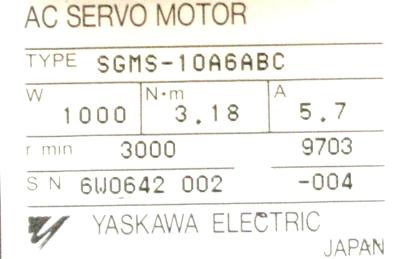 AC SERVO MOTOR
TYPE SGMS-10A6ABC
W N·m A
1000 3.18 5.7
r min 3000 9703
S N 6W0642 002 -004
YASKAWA ELECTRIC
JAPAN